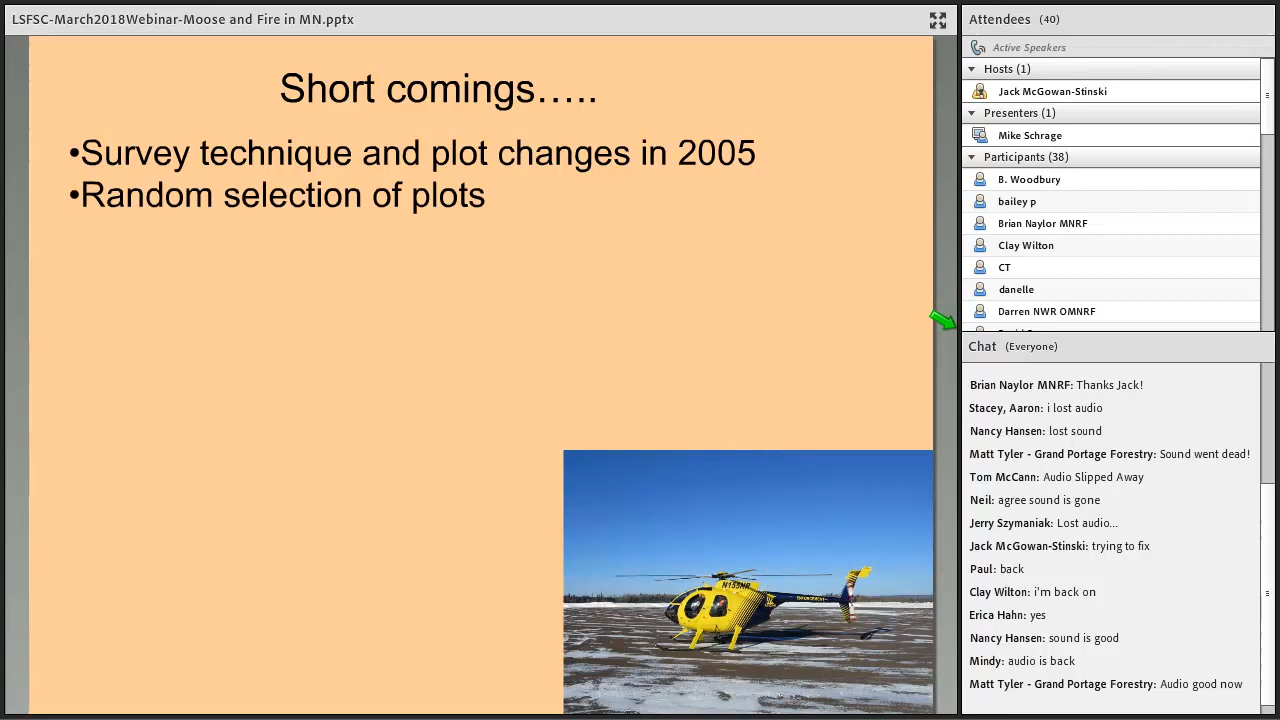 LSFSC-March2018Webinar-Moose and Fire in MN.pptx
Short comings…..
•Survey technique and plot changes in 2005
•Random selection of plots
N155NR
Attendees (40)
Active Speakers
Hosts (1)
Jack McGowan-Stinski
Presenters (1)
Mike Schrage
Participants (38)
B. Woodbury
bailey p
Brian Naylor MNRF
Clay Wilton
CT
danelle
Darren NWR OMNRF
Chat (Everyone)
Brian Naylor MNRF: Thanks Jack!
Stacey, Aaron: i lost audio
Nancy Hansen: lost sound
Matt Tyler - Grand Portage Forestry: Sound went dead!
Tom McCann: Audio Slipped Away
Neil: agree sound is gone
Jerry Szymaniak: Lost audio...
Jack McGowan-Stinski: trying to fix
Paul: back
Clay Wilton: i'm back on
Erica Hahn: yes
Nancy Hansen: sound is good
Mindy: audio is back
Matt Tyler - Grand Portage Forestry: Audio good now